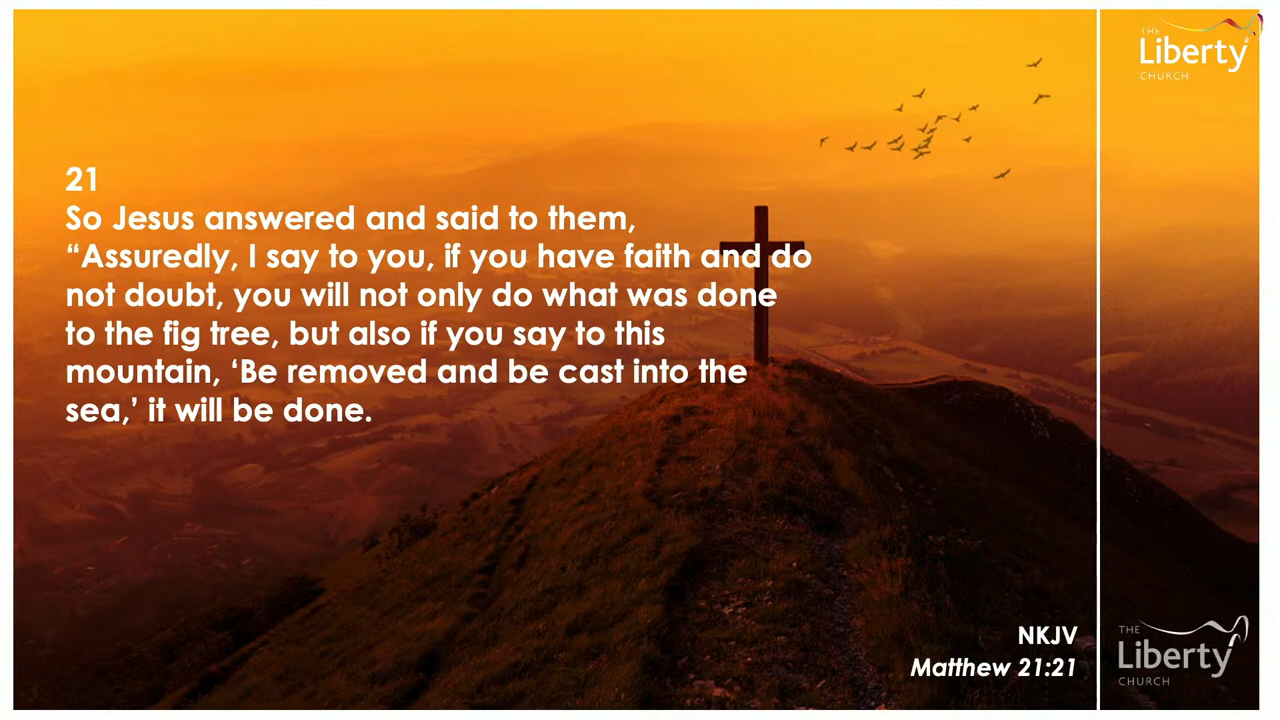 THE
Liberty
CHURCH
21
So Jesus answered and said to them,
“Assuredly, I say to you, if you have faith and do
not doubt, you will not only do what was done
to the fig tree, but also if you say to this
mountain, ‘Be removed and be cast into the
sea,’ it will be done.
NKJV
Matthew 21:21
THE
Liberty
CHURCH